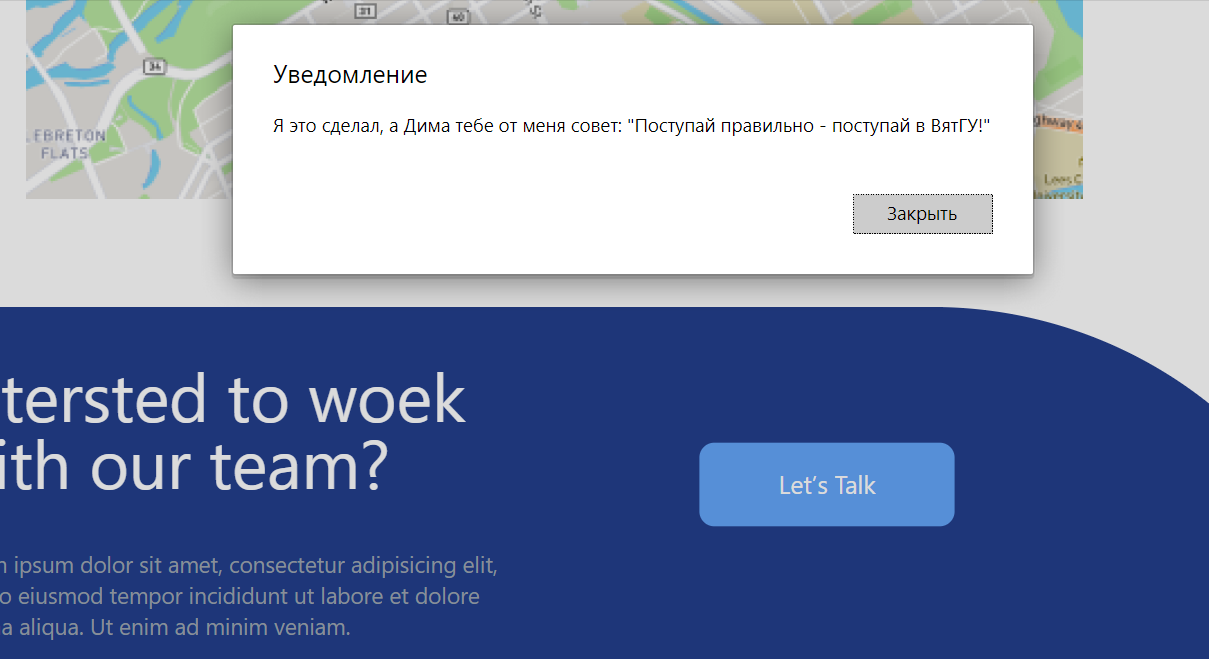 31
40
34
LEBRETON
FLATS
ghway
Lees C
Уведомление
Я это сделал, а Дима тебе от меня совет: "Поступай правильно - поступай в ВятГУ!"
Закрыть
tersted to woek
ith our team?
Let's Talk
ipsum dolor sit amet, consectetur adipisicing elit,
o eiusmod tempor incididunt ut labore et dolore
a aliqua. Ut enim ad minim veniam.